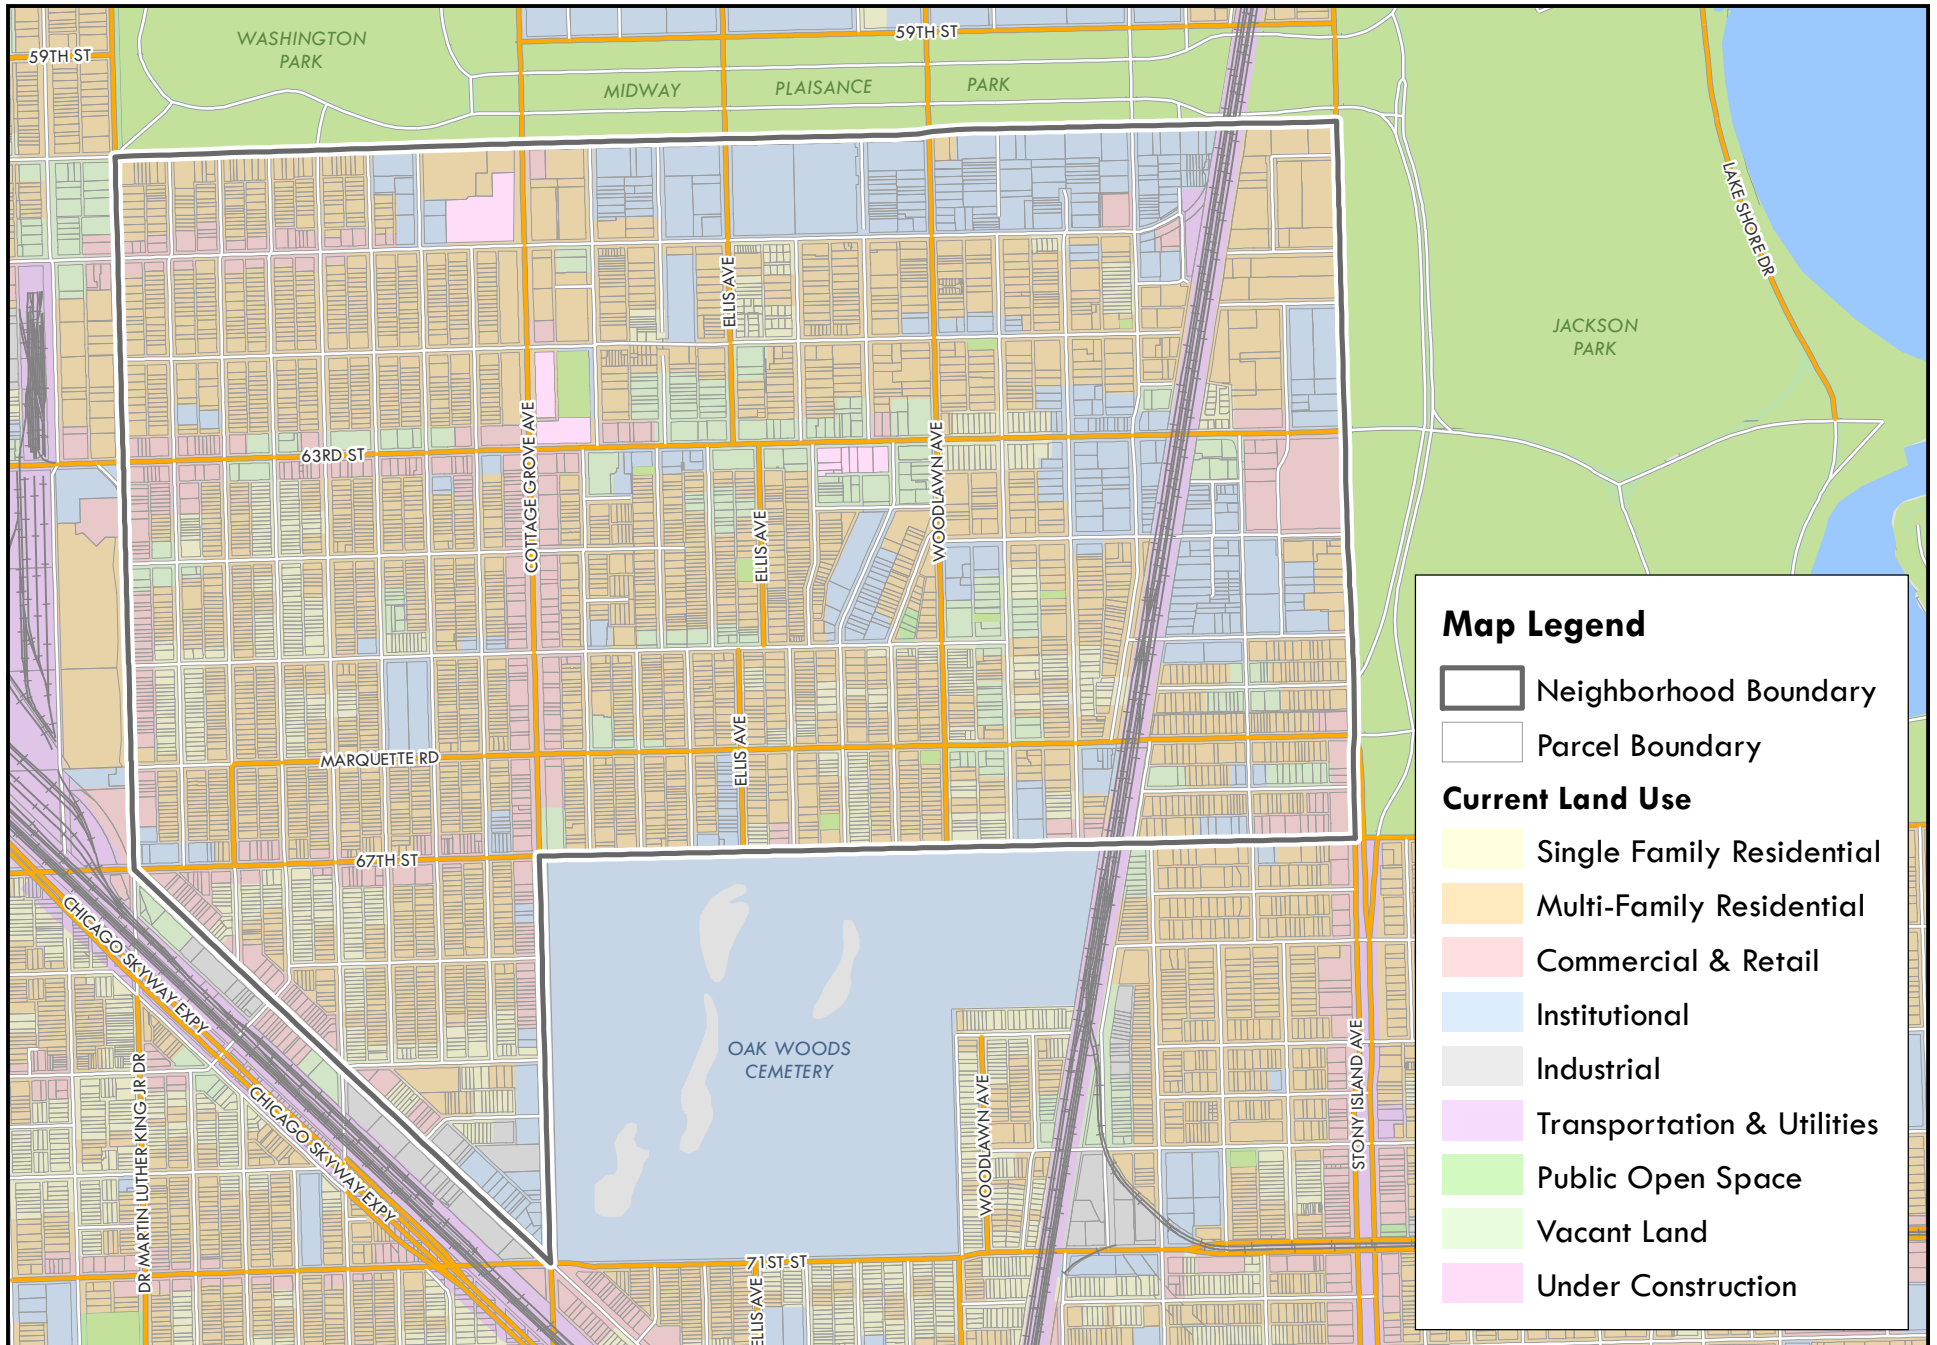 59TH ST
WASHINGTON
PARK
59TH ST
MIDWAY PLAISANCE PARK
LAKE SHORE DR
ELLIS AVE
JACKSON
PARK
COTTAGE GROVE AVE
WOODLAWN AVE
63RD ST
ELLIS AVE
ELLIS AVE
MARQUETTE RD
67TH ST
CHICAGO SKYWAY EXPY
OAK WOODS
CEMETERY
DR MARTIN LUTHER KING JR DR
CHICAGO SKYWAY EXPY
WOODLAWN AVE
STONY ISLAND AVE
71ST ST
ELLIS AVE
Map Legend
Neighborhood Boundary
Parcel Boundary
Current Land Use
Single Family Residential
Multi-Family Residential
Commercial & Retail
Institutional
Industrial
Transportation & Utilities
Public Open Space
Vacant Land
Under Construction